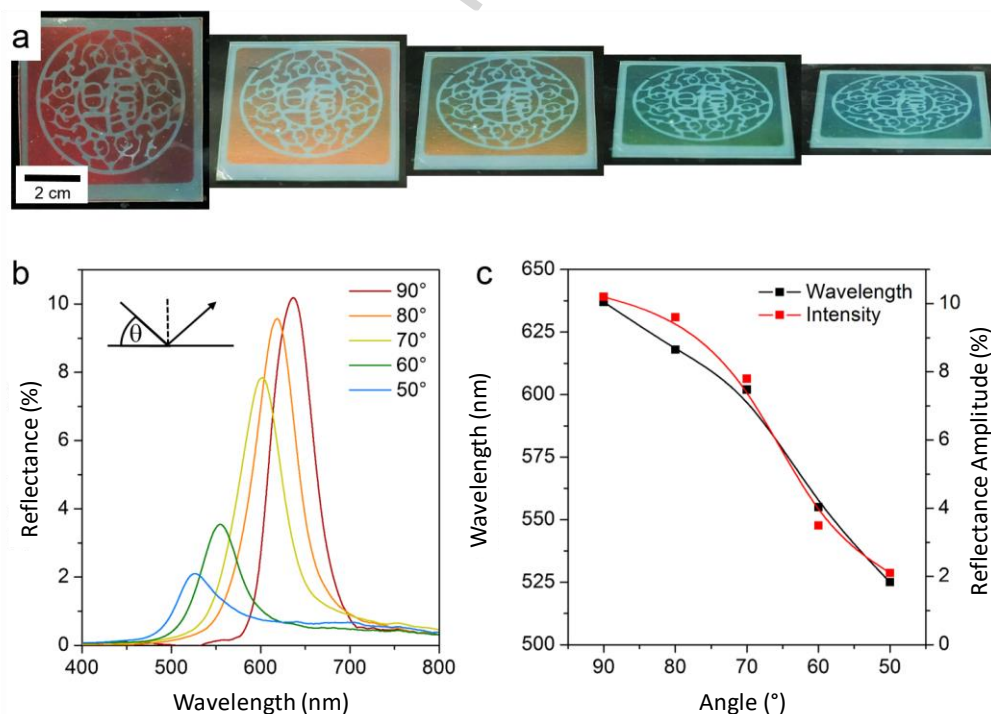 a
2 cm
b
Reflectance (%)
10
8
6
4
2
0
θ
90°
80°
70°
60°
50°
400 500 600 700 800
Wavelength (nm)
c
Wavelength (nm)
650
625
600
575
550
525
500
Wavelength
Intensity
10
8
6
4
2
0
Reflectance Amplitude (%)
90 80 70 60 50
Angle (°)